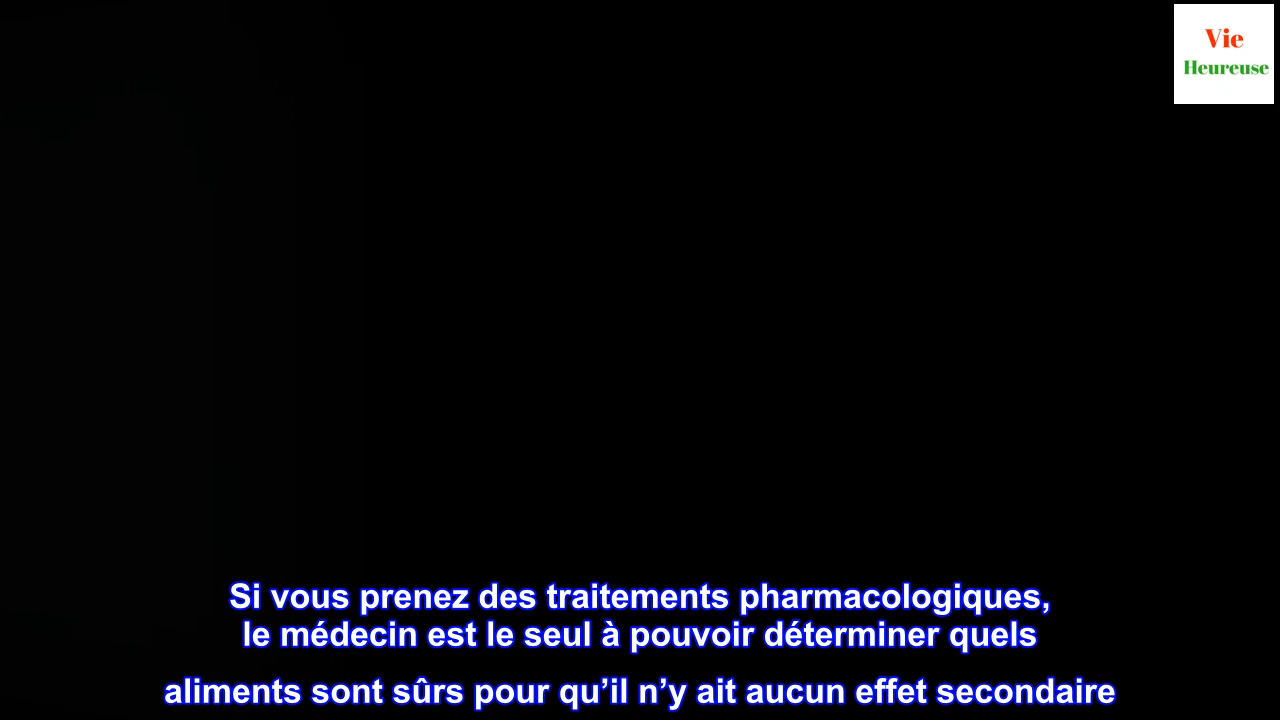 Vie
Heureuse
Si vous prenez des traitements pharmacologiques,
le médecin est le seul à pouvoir déterminer quels
aliments sont sûrs pour qu’il n’y ait aucun effet secondaire